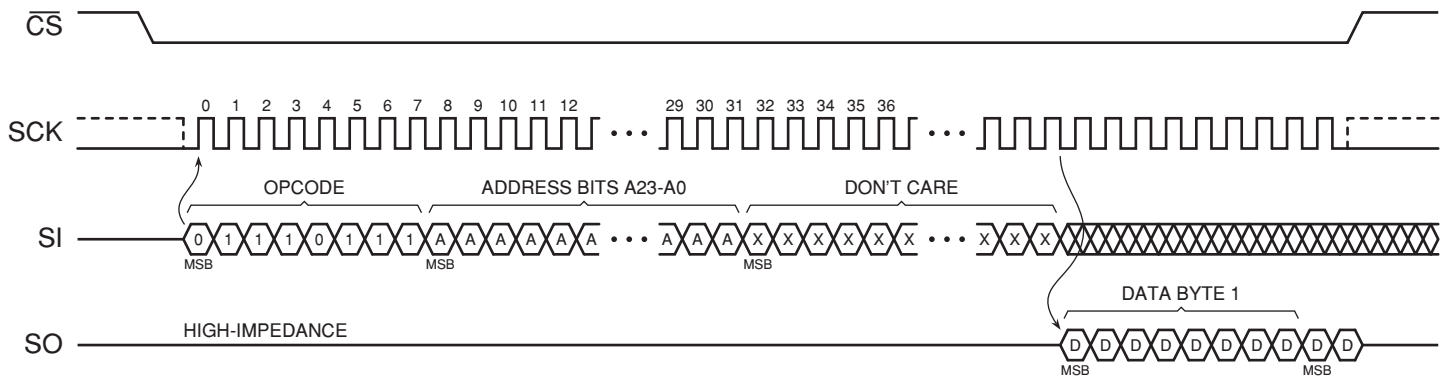 CS
0 1 2 3 4 5 6 7 8 9 10 11 12 29 30 31 32 33 34 35 36
SCK
OPCODE ADDRESS BITS A23-A0 DON'T CARE
SI 0 1 1 1 0 1 1 1 A A A A A A A A A X X X X X X X X X
MSB MSB MSB
DATA BYTE 1
HIGH-IMPEDANCE
SO D D D D D D D D D D
MSB MSB